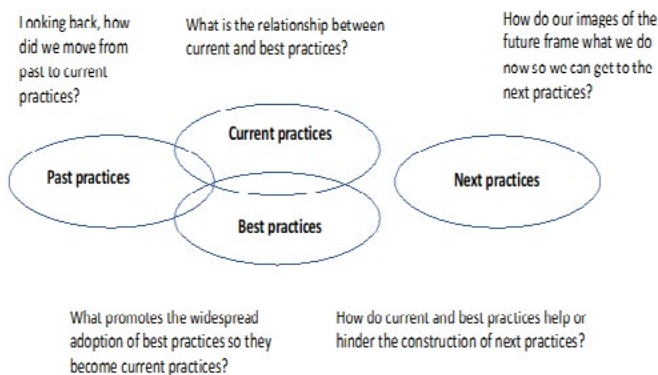 Looking back, how
did we move from
past to current
practices?
What is the relationship between
current and best practices?
How do our images of the
future frame what we do
now so we can get to the
next practices?
Current practices
Past practices
Next practices
Best practices
What promotes the widespread
adoption of best practices so they
become current practices?
How do current and best practices help or
hinder the construction of next practices?